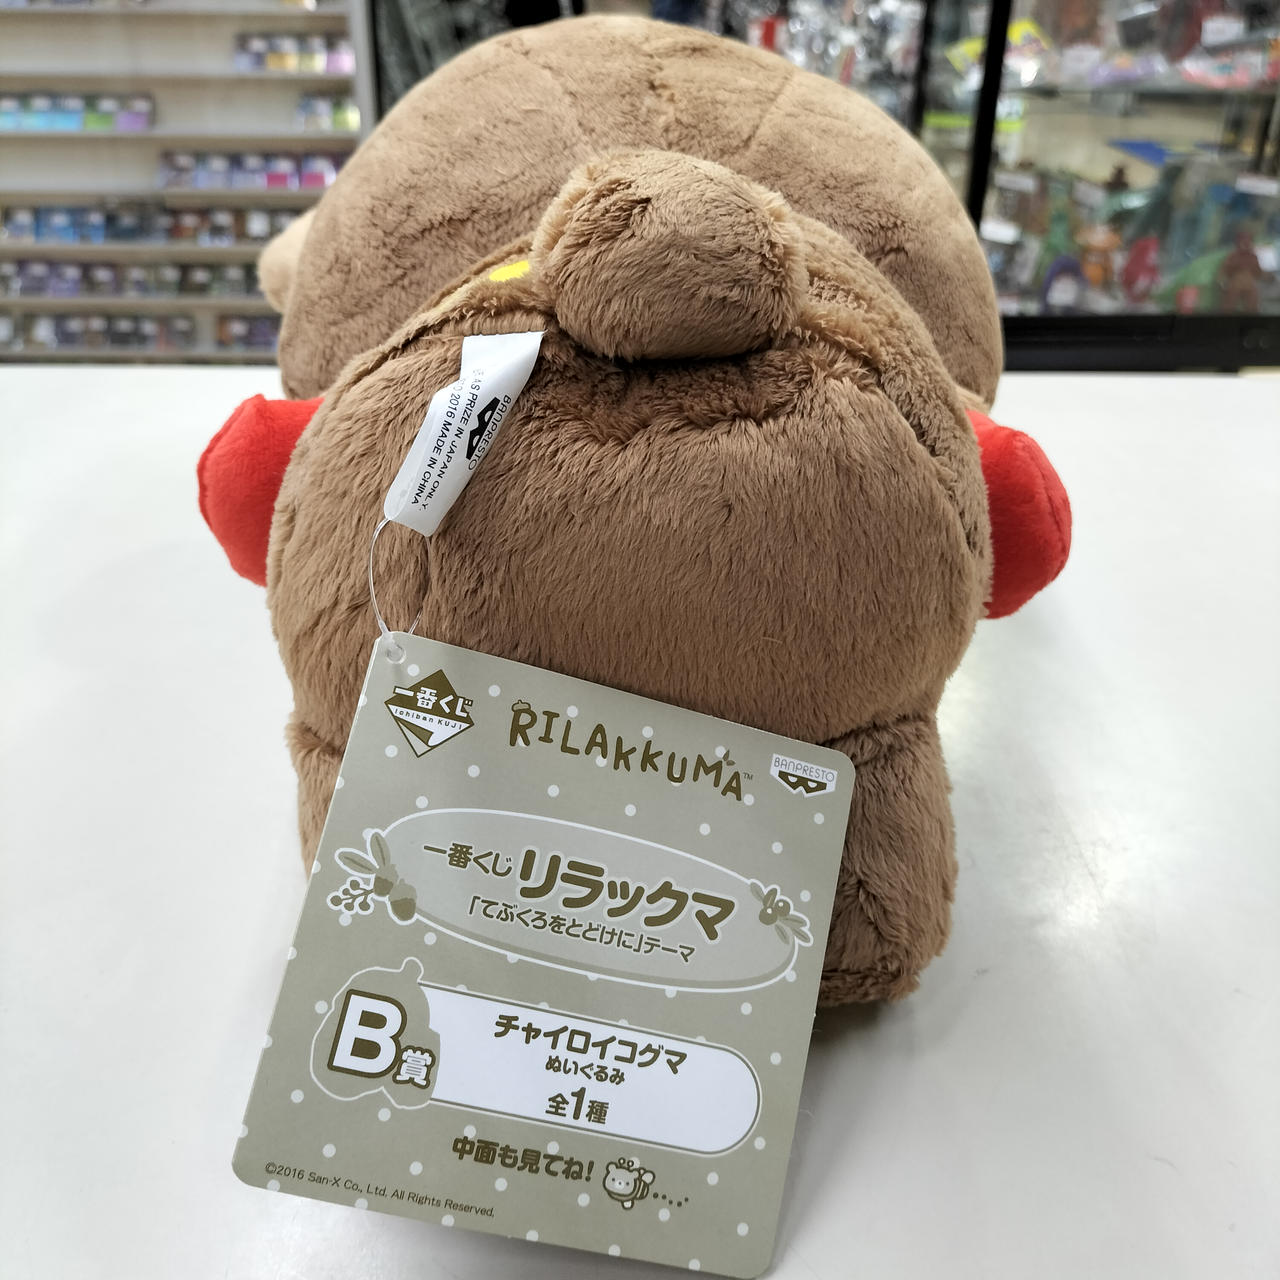 BANPRESTO
AS PRIZE IN JAPAN ONLY.
2016 MADE IN CHINA
一番くじ
Ichiban KUJI
RILAKKUMA™
BANPRESTO
一番くじ リラックマ
「てぶくろをとどけに」テーマ
B賞
チャイロイコグマ
ぬいぐるみ
全1種
中面も見てね!
©2016 San-X Co., Ltd. All Rights Reserved.